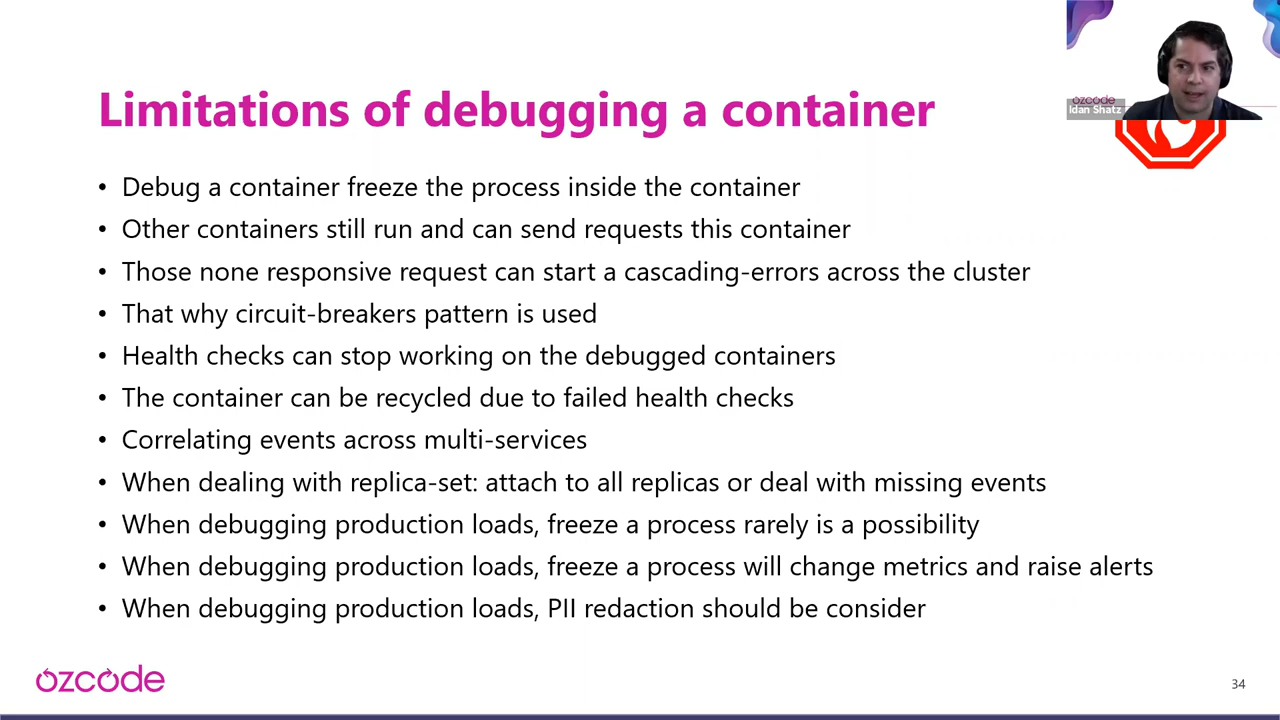 ozcode
Idan Shatz
Limitations of debugging a container
• Debug a container freeze the process inside the container
• Other containers still run and can send requests this container
• Those none responsive request can start a cascading-errors across the cluster
• That why circuit-breakers pattern is used
• Health checks can stop working on the debugged containers
• The container can be recycled due to failed health checks
• Correlating events across multi-services
• When dealing with replica-set: attach to all replicas or deal with missing events
• When debugging production loads, freeze a process rarely is a possibility
• When debugging production loads, freeze a process will change metrics and raise alerts
• When debugging production loads, PII redaction should be consider
ozcode
34